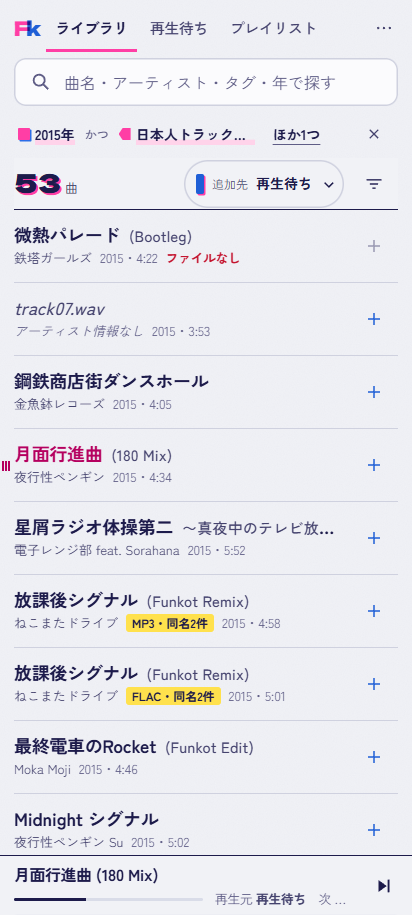 Fk ライブラリ 再生待ち プレイリスト ...
曲名・アーティスト・タグ・年で探す
2015年 かつ 日本人トラック… ほか1つ
53曲 追加先 再生待ち
微熱パレード (Bootleg)
鉄塔ガールズ 2015・4:22 ファイルなし
track07.wav
アーティスト情報なし 2015・3:53
鋼鉄商店街ダンスホール
金魚鉢レコーズ 2015・4:05
月面行進曲 (180 Mix)
夜行性ペンギン 2015・4:34
星屑ラジオ体操第二 〜真夜中のテレビ放…
電子レンジ部 feat. Sorahana 2015・5:52
放課後シグナル (Funkot Remix)
ねこまたドライブ MP3・同名2件 2015・4:58
放課後シグナル (Funkot Remix)
ねこまたドライブ FLAC・同名2件 2015・5:01
最終電車のRocket (Funkot Edit)
Moka Moji 2015・4:46
Midnight シグナル
夜行性ペンギン Su 2015・5:02
月面行進曲 (180 Mix)
再生元 再生待ち 次 …